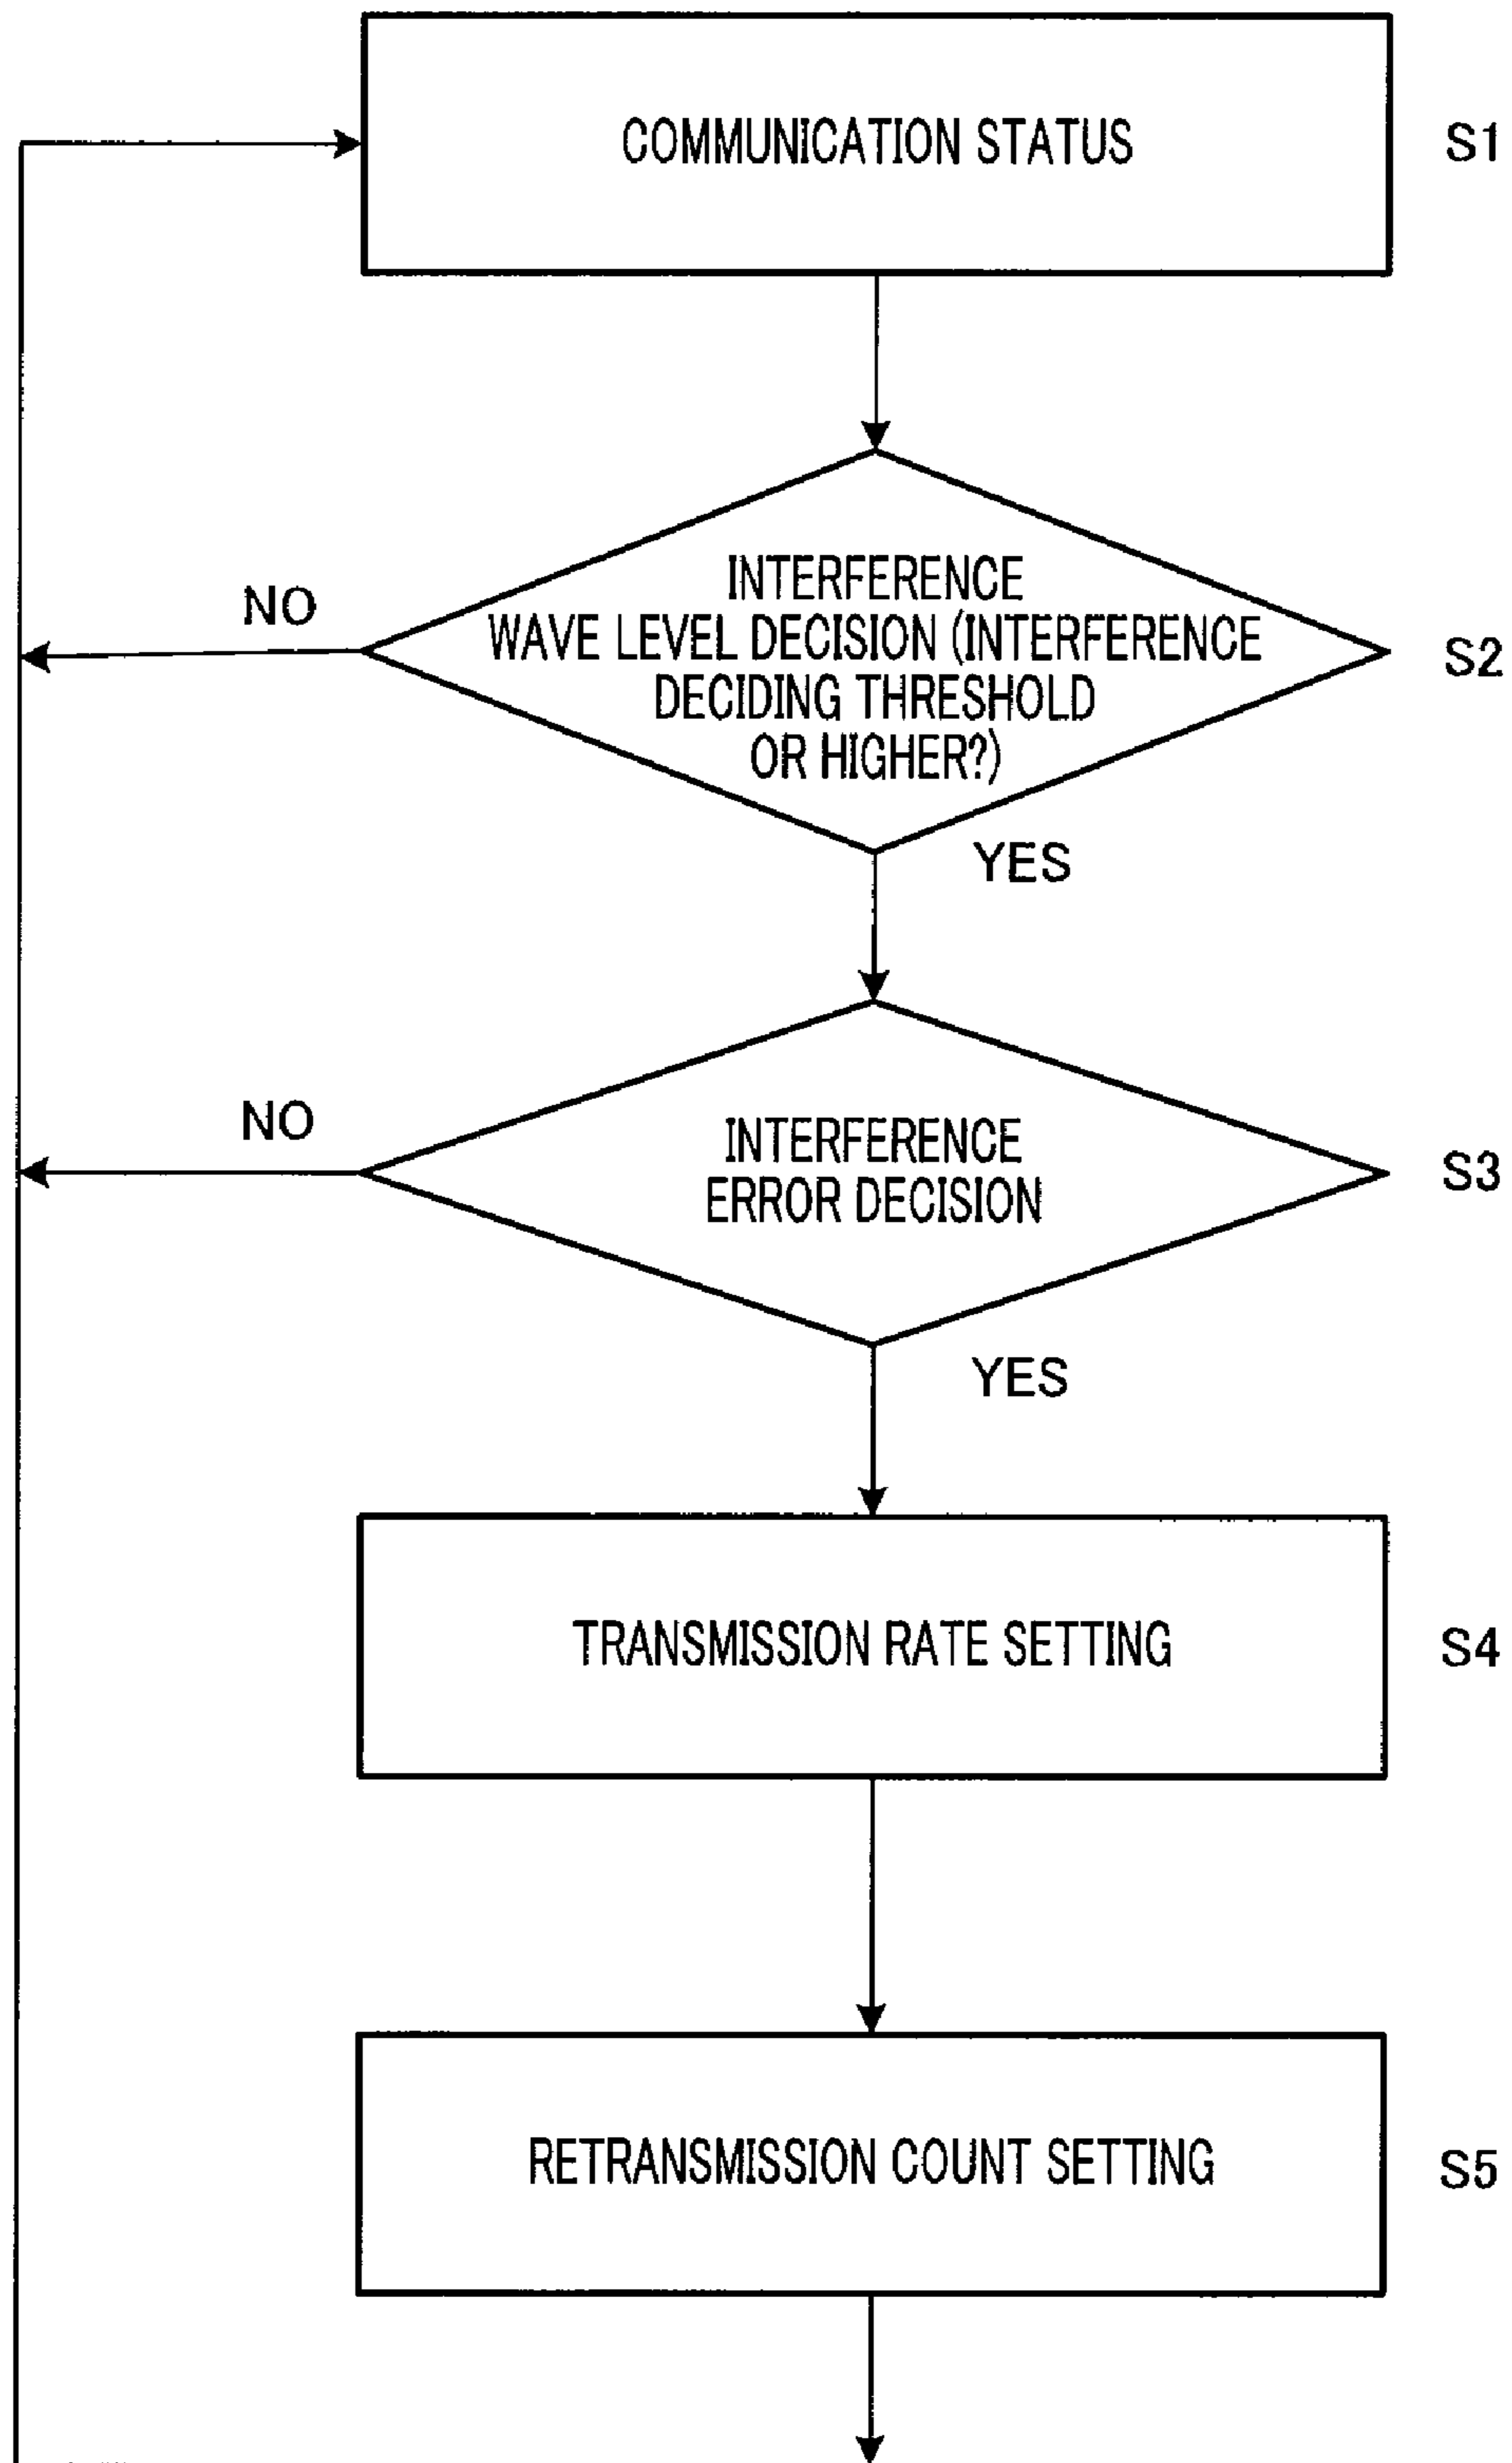 COMMUNICATION STATUS
S1
INTERFERENCE
NO
WAVE LEVEL DECISION (INTERFERENCE
S2
DECIDING THRESHOLD
OR HIGHER?)
YES
NO
INTERFERENCE
S3
ERROR DECISION
YES
TRANSMISSION RATE SETTING
S4
RETRANSMISSION COUNT SETTING
S5